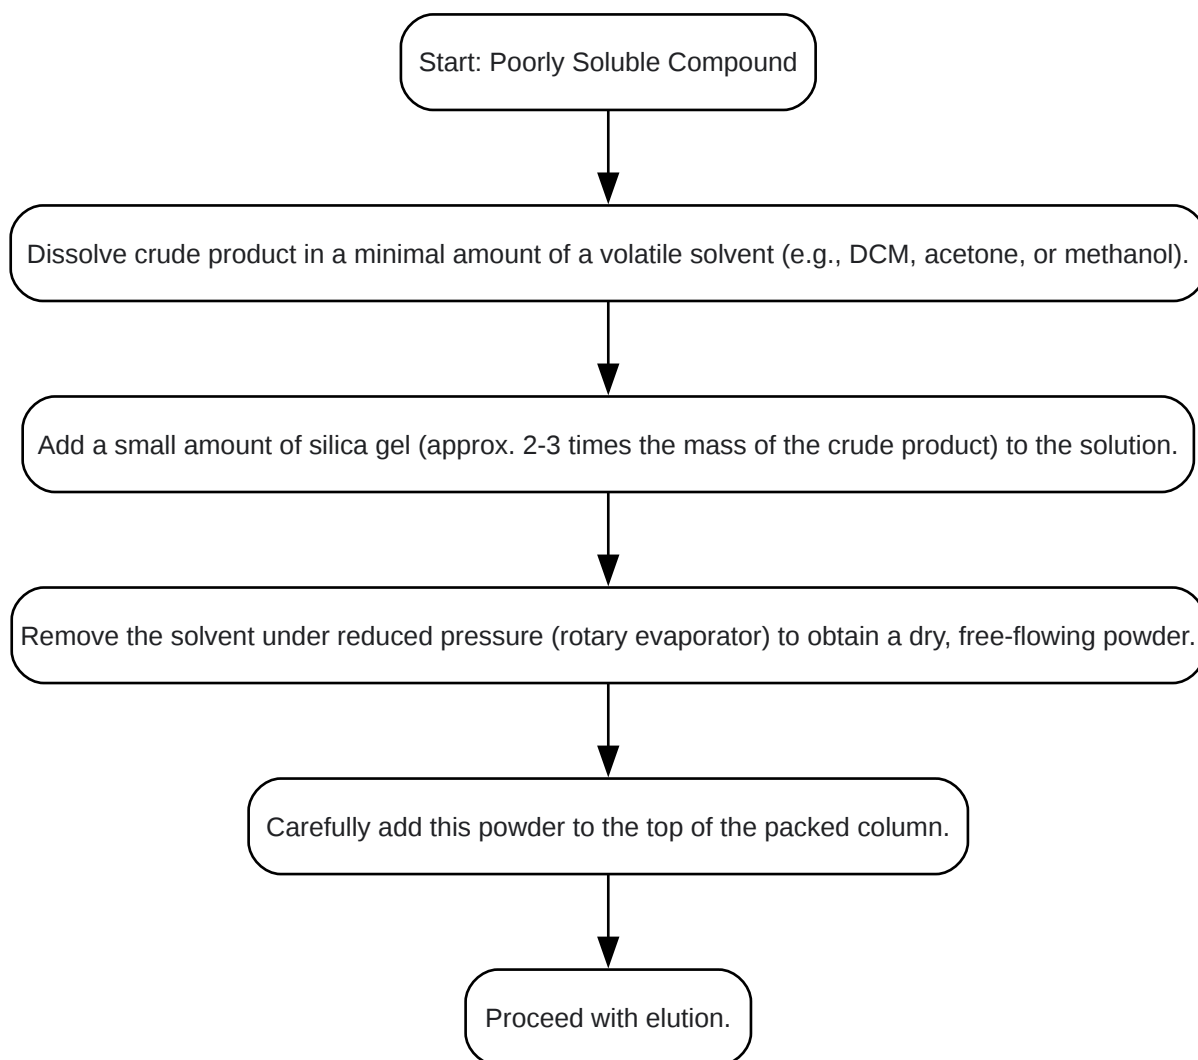 Start: Poorly Soluble Compound
Dissolve crude product in a minimal amount of a volatile solvent (e.g., DCM, acetone, or methanol).
Add a small amount of silica gel (approx. 2-3 times the mass of the crude product) to the solution.
Remove the solvent under reduced pressure (rotary evaporator) to obtain a dry, free-flowing powder.
Carefully add this powder to the top of the packed column.
Proceed with elution.